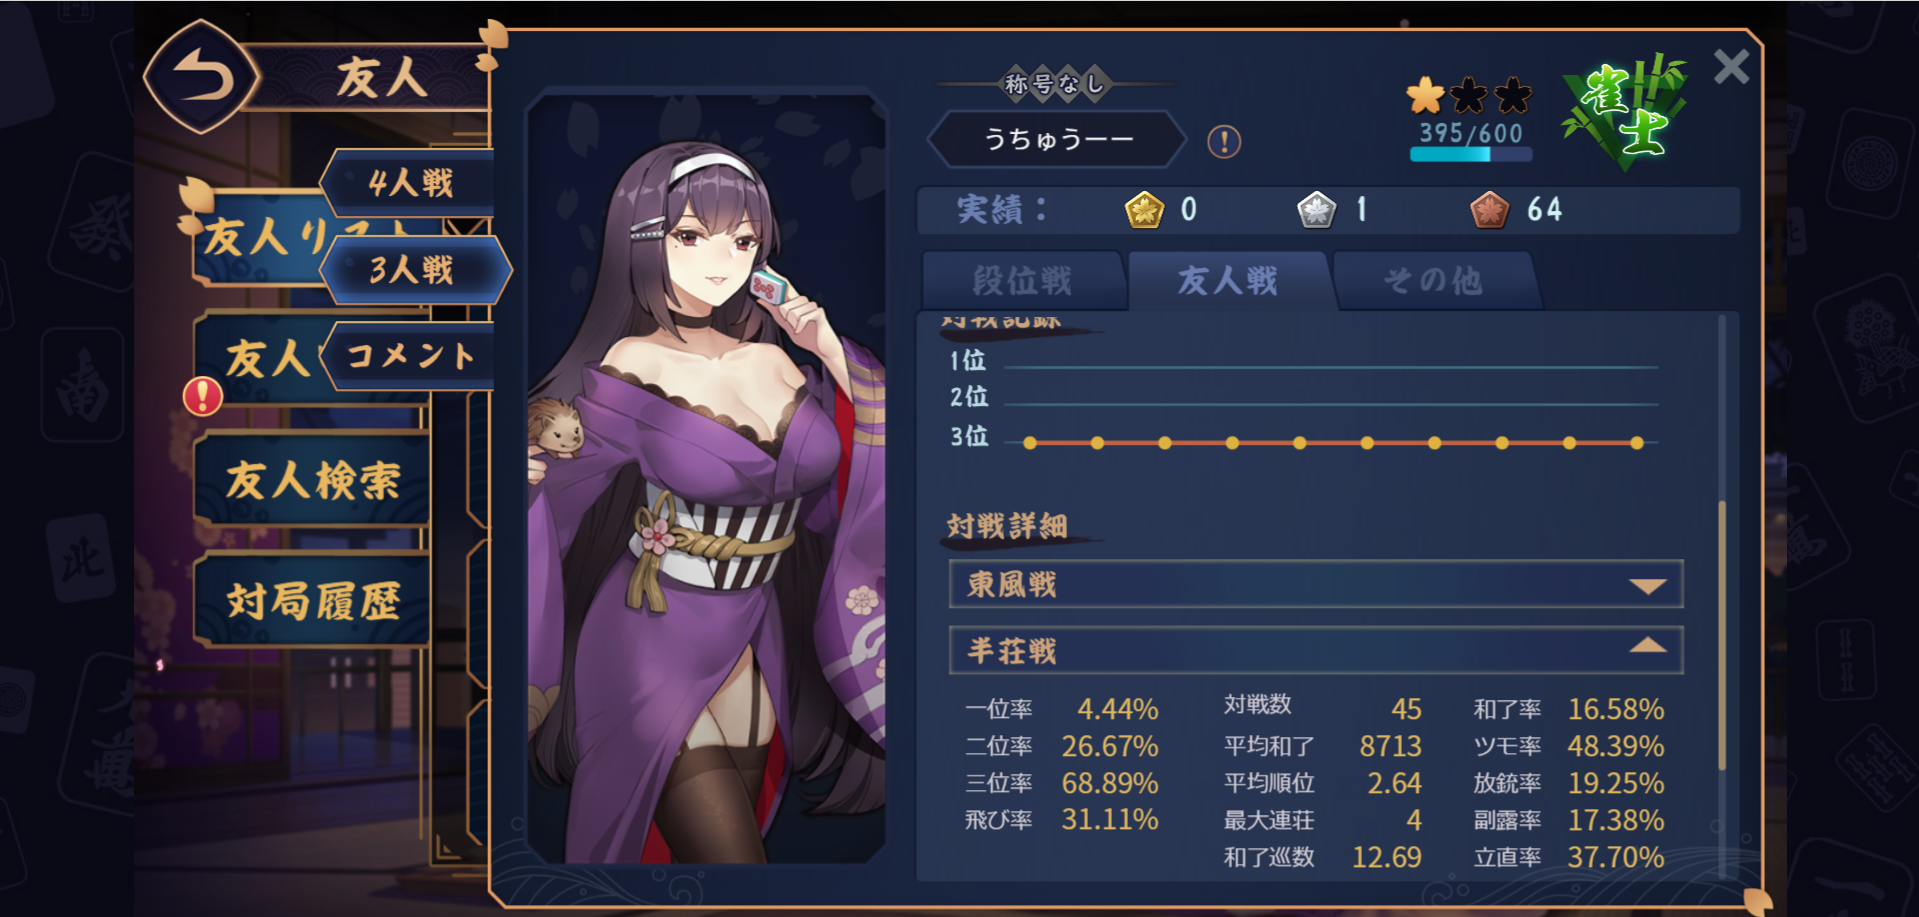 友人
4人戦
友人リスト
3人戦
友人
コメント
友人検索
対局履歴
称号なし
うちゅうーー
395/600
雀士
実績：
0
1
64
段位戦
友人戦
その他
対戦記録
1位
2位
3位
対戦詳細
東風戦
半荘戦
一位率 4.44% 対戦数 45 和了率 16.58%
二位率 26.67% 平均和了 8713 ツモ率 48.39%
三位率 68.89% 平均順位 2.64 放銃率 19.25%
飛び率 31.11% 最大連荘 4 副露率 17.38%
和了巡数 12.69 立直率 37.70%